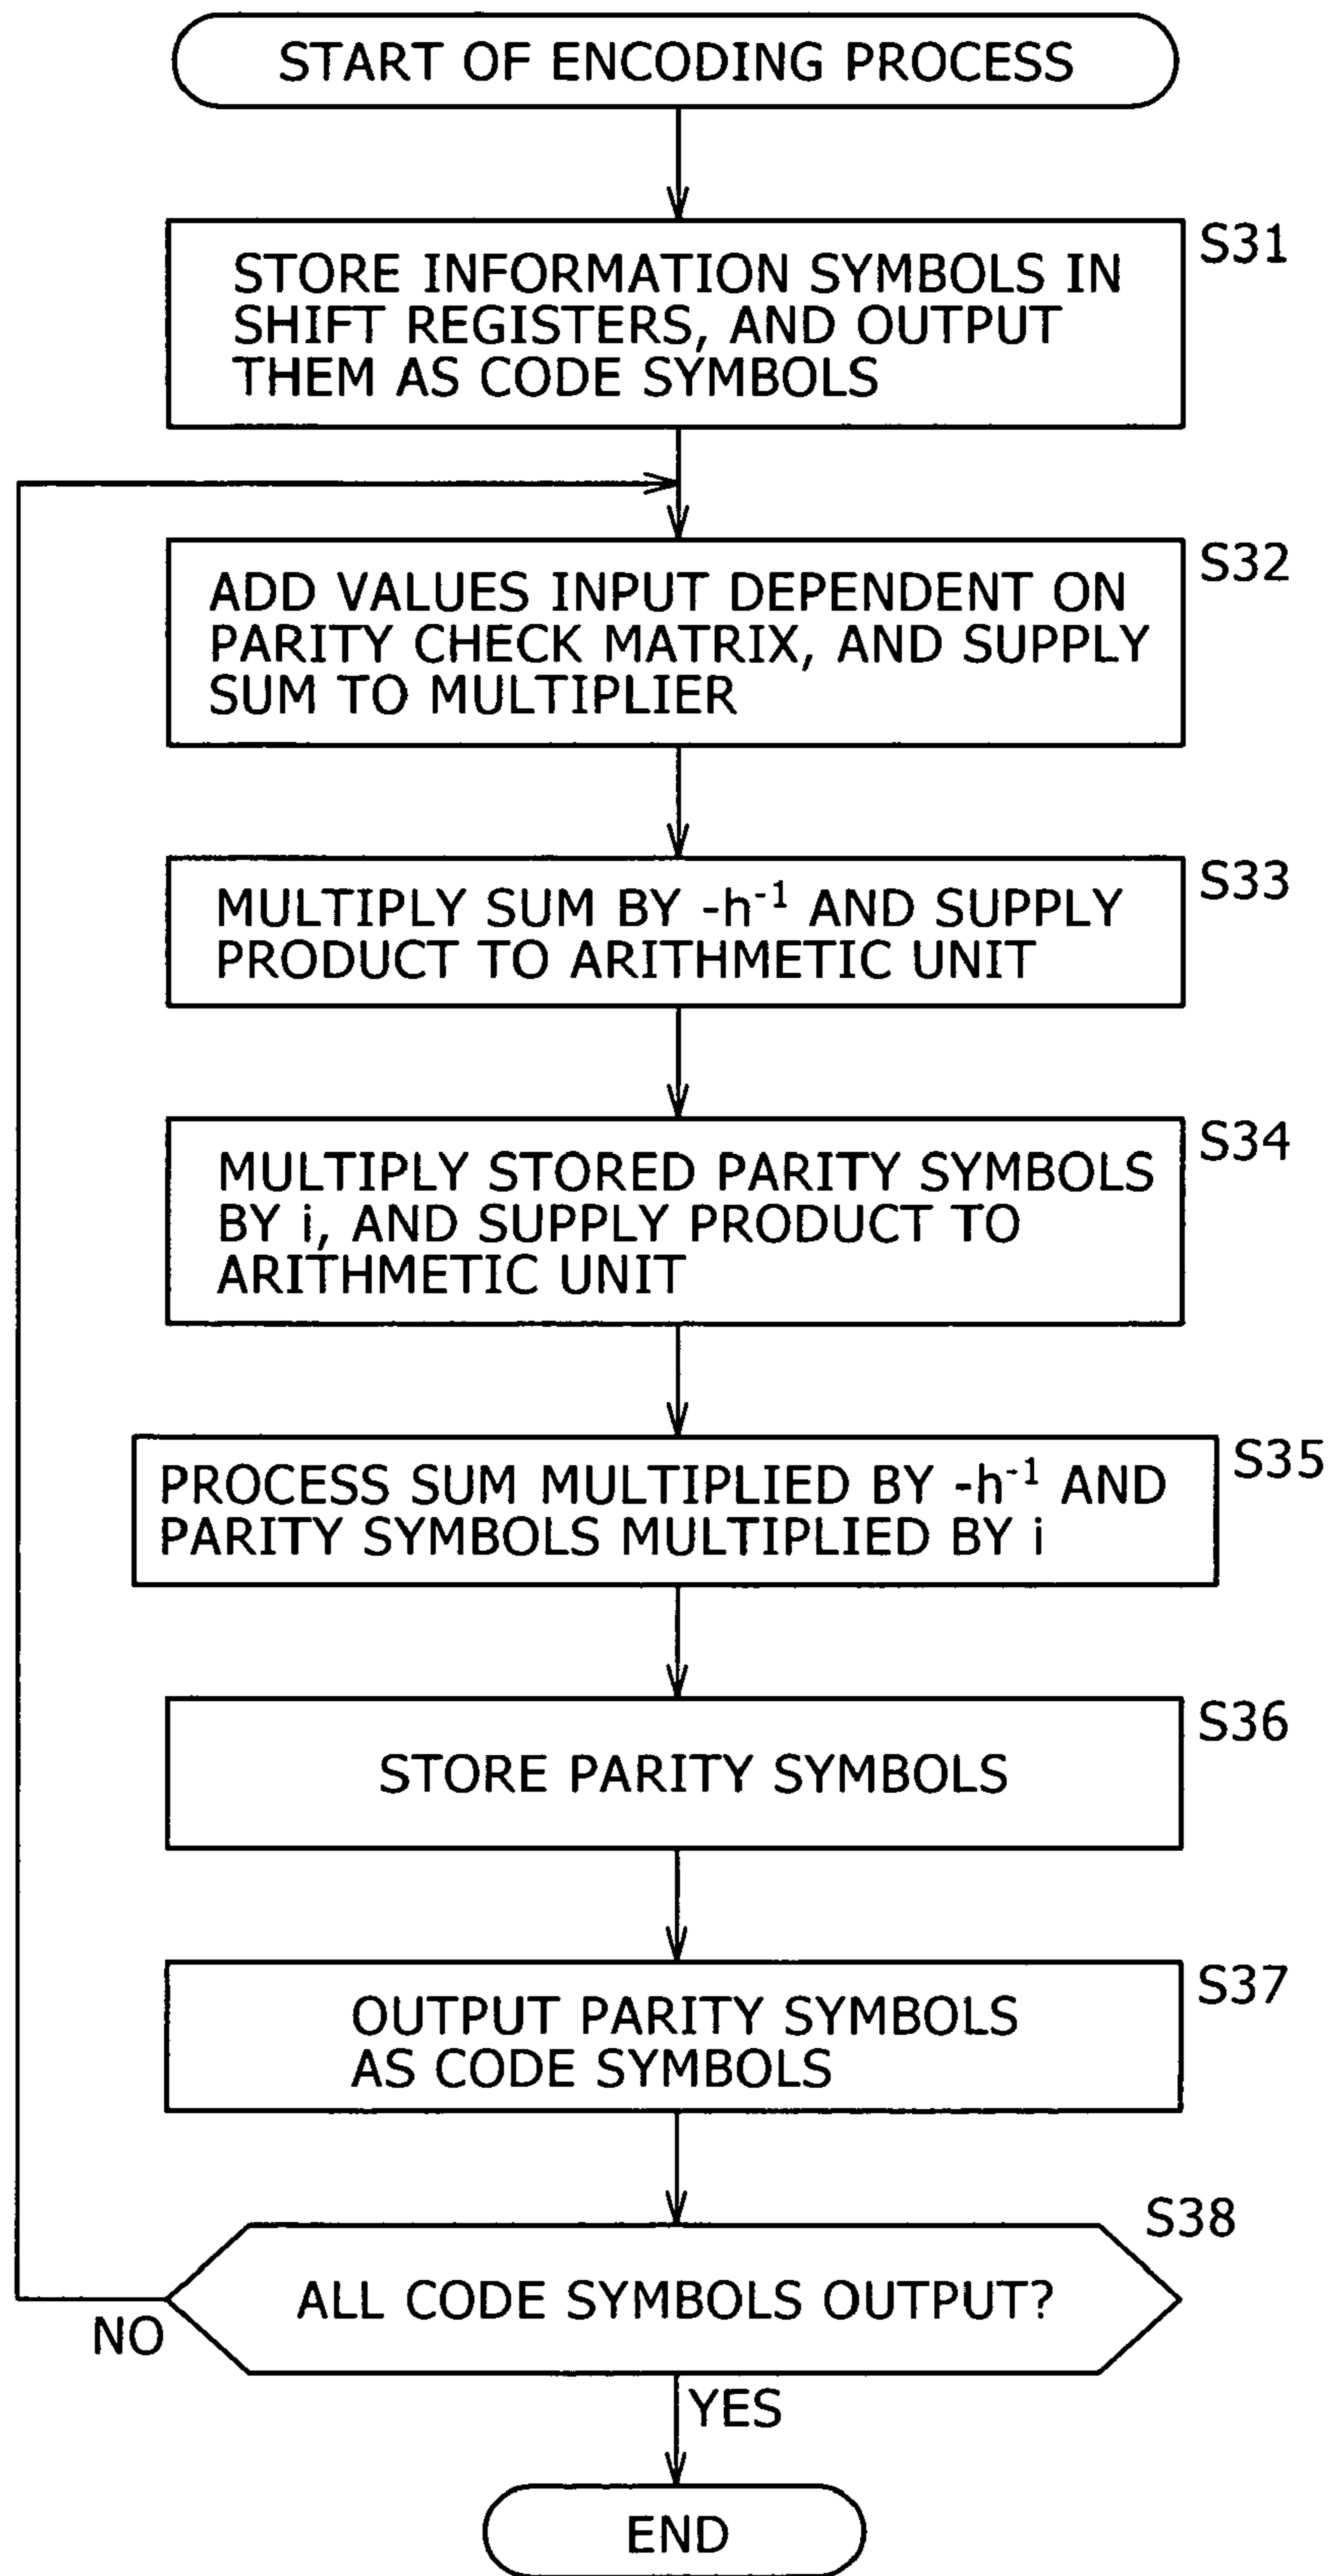 START OF ENCODING PROCESS
S31
STORE INFORMATION SYMBOLS IN
SHIFT REGISTERS, AND OUTPUT
THEM AS CODE SYMBOLS
S32
ADD VALUES INPUT DEPENDENT ON
PARITY CHECK MATRIX, AND SUPPLY
SUM TO MULTIPLIER
S33
MULTIPLY SUM BY -h⁻¹ AND SUPPLY
PRODUCT TO ARITHMETIC UNIT
S34
MULTIPLY STORED PARITY SYMBOLS
BY i, AND SUPPLY PRODUCT TO
ARITHMETIC UNIT
S35
PROCESS SUM MULTIPLIED BY -h⁻¹ AND
PARITY SYMBOLS MULTIPLIED BY i
S36
STORE PARITY SYMBOLS
S37
OUTPUT PARITY SYMBOLS
AS CODE SYMBOLS
S38
ALL CODE SYMBOLS OUTPUT?
NO
YES
END